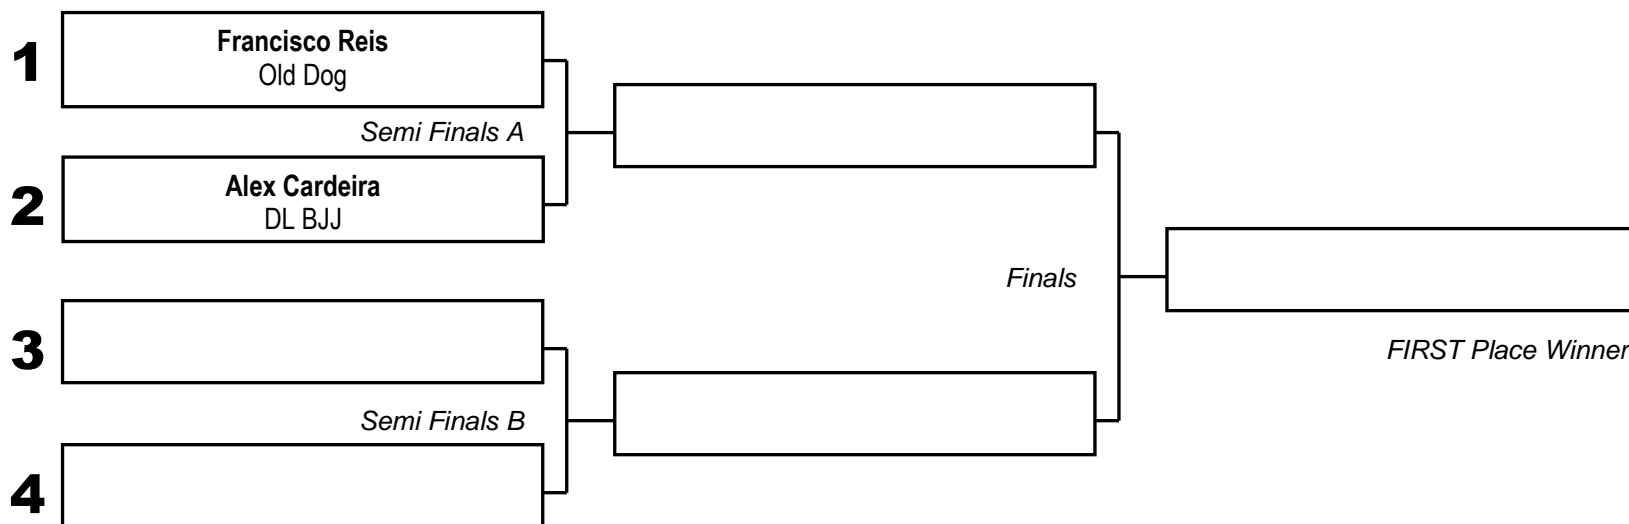 1
Francisco Reis
Old Dog
Semi Finals A
2
Alex Cardeira
DL BJJ
Finals
3
FIRST Place Winner
Semi Finals B
4